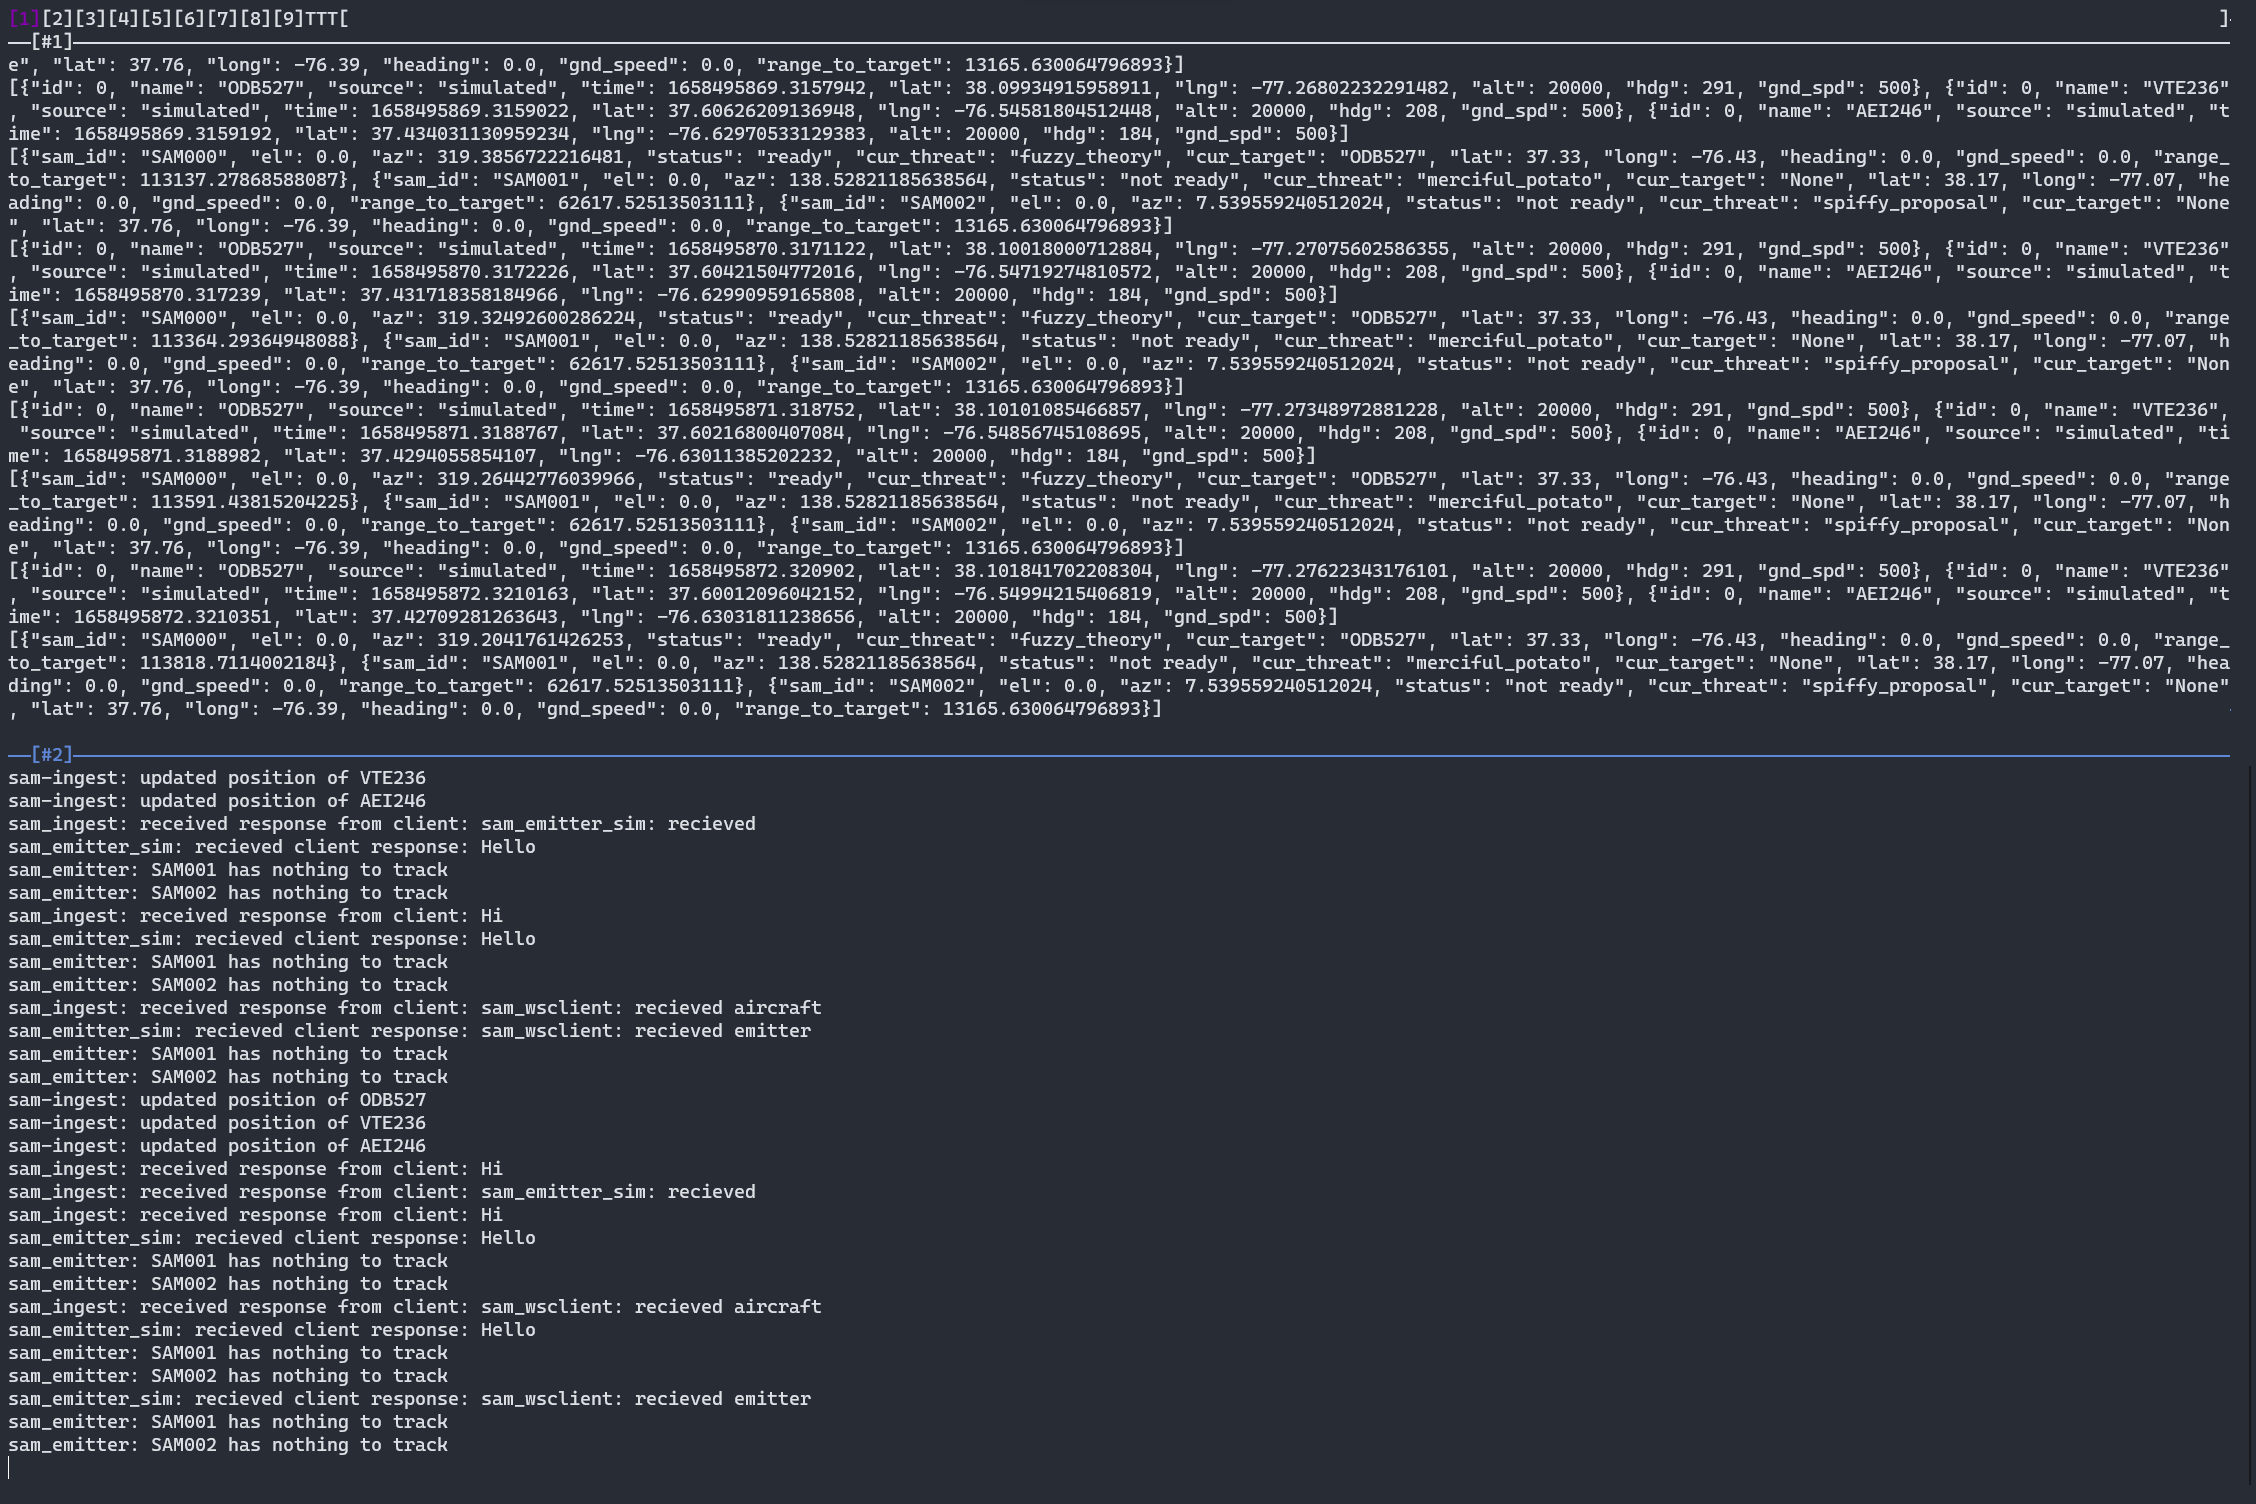 [1][2][3][4][5][6][7][8][9]TTT[ ]
[#1]
e", "lat": 37.76, "long": -76.39, "heading": 0.0, "gnd_speed": 0.0, "range_to_target": 13165.630064796893}]
[{"id": 0, "name": "ODB527", "source": "simulated", "time": 1658495869.3157942, "lat": 38.09934915958911, "lng": -77.26802232291482, "alt": 20000, "hdg": 291, "gnd_spd": 500}, {"id": 0, "name": "VTE236"
, "source": "simulated", "time": 1658495869.3159022, "lat": 37.60626209136948, "lng": -76.54581804512448, "alt": 20000, "hdg": 208, "gnd_spd": 500}, {"id": 0, "name": "AEI246", "source": "simulated", "t
ime": 1658495869.3159192, "lat": 37.434031130959234, "lng": -76.62970533129383, "alt": 20000, "hdg": 184, "gnd_spd": 500}]
[{"sam_id": "SAM000", "el": 0.0, "az": 319.3856722216481, "status": "ready", "cur_threat": "fuzzy_theory", "cur_target": "ODB527", "lat": 37.33, "long": -76.43, "heading": 0.0, "gnd_speed": 0.0, "range_
to_target": 113137.27868588087}, {"sam_id": "SAM001", "el": 0.0, "az": 138.52821185638564, "status": "not ready", "cur_threat": "merciful_potato", "cur_target": "None", "lat": 38.17, "long": -77.07, "he
ading": 0.0, "gnd_speed": 0.0, "range_to_target": 62617.52513503111}, {"sam_id": "SAM002", "el": 0.0, "az": 7.539559240512024, "status": "not ready", "cur_threat": "spiffy_proposal", "cur_target": "None
", "lat": 37.76, "long": -76.39, "heading": 0.0, "gnd_speed": 0.0, "range_to_target": 13165.630064796893}]
[{"id": 0, "name": "ODB527", "source": "simulated", "time": 1658495870.3171122, "lat": 38.10018000712884, "lng": -77.27075602586355, "alt": 20000, "hdg": 291, "gnd_spd": 500}, {"id": 0, "name": "VTE236"
, "source": "simulated", "time": 1658495870.3172226, "lat": 37.60421504772016, "lng": -76.54719274810572, "alt": 20000, "hdg": 208, "gnd_spd": 500}, {"id": 0, "name": "AEI246", "source": "simulated", "t
ime": 1658495870.317239, "lat": 37.431718358184966, "lng": -76.62990959165808, "alt": 20000, "hdg": 184, "gnd_spd": 500}]
[{"sam_id": "SAM000", "el": 0.0, "az": 319.32492600286224, "status": "ready", "cur_threat": "fuzzy_theory", "cur_target": "ODB527", "lat": 37.33, "long": -76.43, "heading": 0.0, "gnd_speed": 0.0, "range
_to_target": 113364.29364948088}, {"sam_id": "SAM001", "el": 0.0, "az": 138.52821185638564, "status": "not ready", "cur_threat": "merciful_potato", "cur_target": "None", "lat": 38.17, "long": -77.07, "h
eading": 0.0, "gnd_speed": 0.0, "range_to_target": 62617.52513503111}, {"sam_id": "SAM002", "el": 0.0, "az": 7.539559240512024, "status": "not ready", "cur_threat": "spiffy_proposal", "cur_target": "Non
e", "lat": 37.76, "long": -76.39, "heading": 0.0, "gnd_speed": 0.0, "range_to_target": 13165.630064796893}]
[{"id": 0, "name": "ODB527", "source": "simulated", "time": 1658495871.318752, "lat": 38.10101085466857, "lng": -77.27348972881228, "alt": 20000, "hdg": 291, "gnd_spd": 500}, {"id": 0, "name": "VTE236",
 "source": "simulated", "time": 1658495871.3188767, "lat": 37.60216800407084, "lng": -76.54856745108695, "alt": 20000, "hdg": 208, "gnd_spd": 500}, {"id": 0, "name": "AEI246", "source": "simulated", "ti
me": 1658495871.3188982, "lat": 37.4294055854107, "lng": -76.63011385202232, "alt": 20000, "hdg": 184, "gnd_spd": 500}]
[{"sam_id": "SAM000", "el": 0.0, "az": 319.26442776039966, "status": "ready", "cur_threat": "fuzzy_theory", "cur_target": "ODB527", "lat": 37.33, "long": -76.43, "heading": 0.0, "gnd_speed": 0.0, "range
_to_target": 113591.43815204225}, {"sam_id": "SAM001", "el": 0.0, "az": 138.52821185638564, "status": "not ready", "cur_threat": "merciful_potato", "cur_target": "None", "lat": 38.17, "long": -77.07, "h
eading": 0.0, "gnd_speed": 0.0, "range_to_target": 62617.52513503111}, {"sam_id": "SAM002", "el": 0.0, "az": 7.539559240512024, "status": "not ready", "cur_threat": "spiffy_proposal", "cur_target": "Non
e", "lat": 37.76, "long": -76.39, "heading": 0.0, "gnd_speed": 0.0, "range_to_target": 13165.630064796893}]
[{"id": 0, "name": "ODB527", "source": "simulated", "time": 1658495872.320902, "lat": 38.101841702208304, "lng": -77.27622343176101, "alt": 20000, "hdg": 291, "gnd_spd": 500}, {"id": 0, "name": "VTE236"
, "source": "simulated", "time": 1658495872.3210163, "lat": 37.60012096042152, "lng": -76.54994215406819, "alt": 20000, "hdg": 208, "gnd_spd": 500}, {"id": 0, "name": "AEI246", "source": "simulated", "t
ime": 1658495872.3210351, "lat": 37.42709281263643, "lng": -76.63031811238656, "alt": 20000, "hdg": 184, "gnd_spd": 500}]
[{"sam_id": "SAM000", "el": 0.0, "az": 319.2041761426253, "status": "ready", "cur_threat": "fuzzy_theory", "cur_target": "ODB527", "lat": 37.33, "long": -76.43, "heading": 0.0, "gnd_speed": 0.0, "range_
to_target": 113818.7114002184}, {"sam_id": "SAM001", "el": 0.0, "az": 138.52821185638564, "status": "not ready", "cur_threat": "merciful_potato", "cur_target": "None", "lat": 38.17, "long": -77.07, "hea
ding": 0.0, "gnd_speed": 0.0, "range_to_target": 62617.52513503111}, {"sam_id": "SAM002", "el": 0.0, "az": 7.539559240512024, "status": "not ready", "cur_threat": "spiffy_proposal", "cur_target": "None"
, "lat": 37.76, "long": -76.39, "heading": 0.0, "gnd_speed": 0.0, "range_to_target": 13165.630064796893}]
[#2]
sam-ingest: updated position of VTE236
sam-ingest: updated position of AEI246
sam_ingest: received response from client: sam_emitter_sim: recieved
sam_emitter_sim: recieved client response: Hello
sam_emitter: SAM001 has nothing to track
sam_emitter: SAM002 has nothing to track
sam_ingest: received response from client: Hi
sam_emitter_sim: recieved client response: Hello
sam_emitter: SAM001 has nothing to track
sam_emitter: SAM002 has nothing to track
sam_ingest: received response from client: sam_wsclient: recieved aircraft
sam_emitter_sim: recieved client response: sam_wsclient: recieved emitter
sam_emitter: SAM001 has nothing to track
sam_emitter: SAM002 has nothing to track
sam-ingest: updated position of ODB527
sam-ingest: updated position of VTE236
sam-ingest: updated position of AEI246
sam_ingest: received response from client: Hi
sam_ingest: received response from client: sam_emitter_sim: recieved
sam_ingest: received response from client: Hi
sam_emitter_sim: recieved client response: Hello
sam_emitter: SAM001 has nothing to track
sam_emitter: SAM002 has nothing to track
sam_ingest: received response from client: sam_wsclient: recieved aircraft
sam_emitter_sim: recieved client response: Hello
sam_emitter: SAM001 has nothing to track
sam_emitter: SAM002 has nothing to track
sam_emitter_sim: recieved client response: sam_wsclient: recieved emitter
sam_emitter: SAM001 has nothing to track
sam_emitter: SAM002 has nothing to track